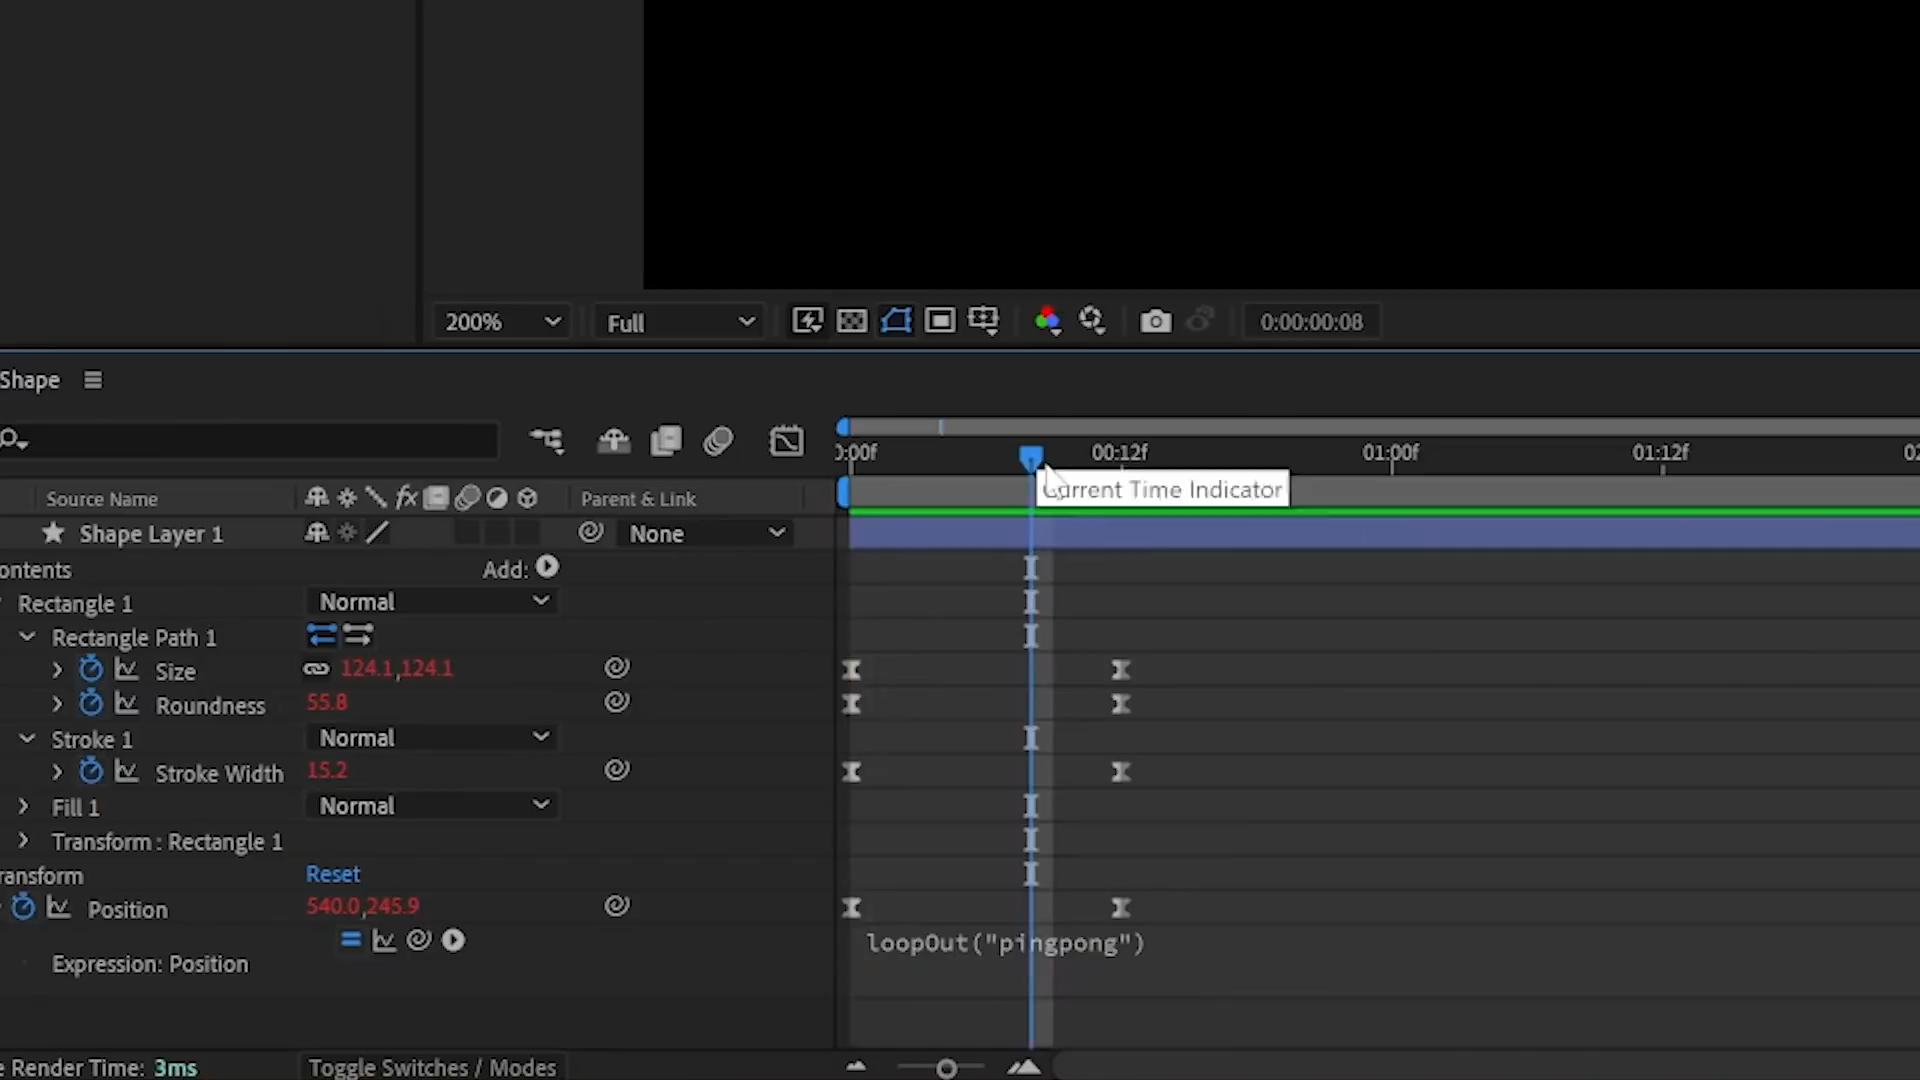 200%
Full
0:00:00:08
Shape
0:00f
00:12f
01:00f
01:12f
02
Current Time Indicator
Source Name
fx
Parent & Link
Shape Layer 1
None
ontents
Add:
Rectangle 1
Normal
Rectangle Path 1
Size
124.1,124.1
Roundness
55.8
Stroke 1
Normal
Stroke Width
15.2
Fill 1
Normal
Transform : Rectangle 1
ransform
Reset
Position
540.0,245.9
loopOut("pingpong")
Expression: Position
e Render Time: 3ms
Toggle Switches / Modes